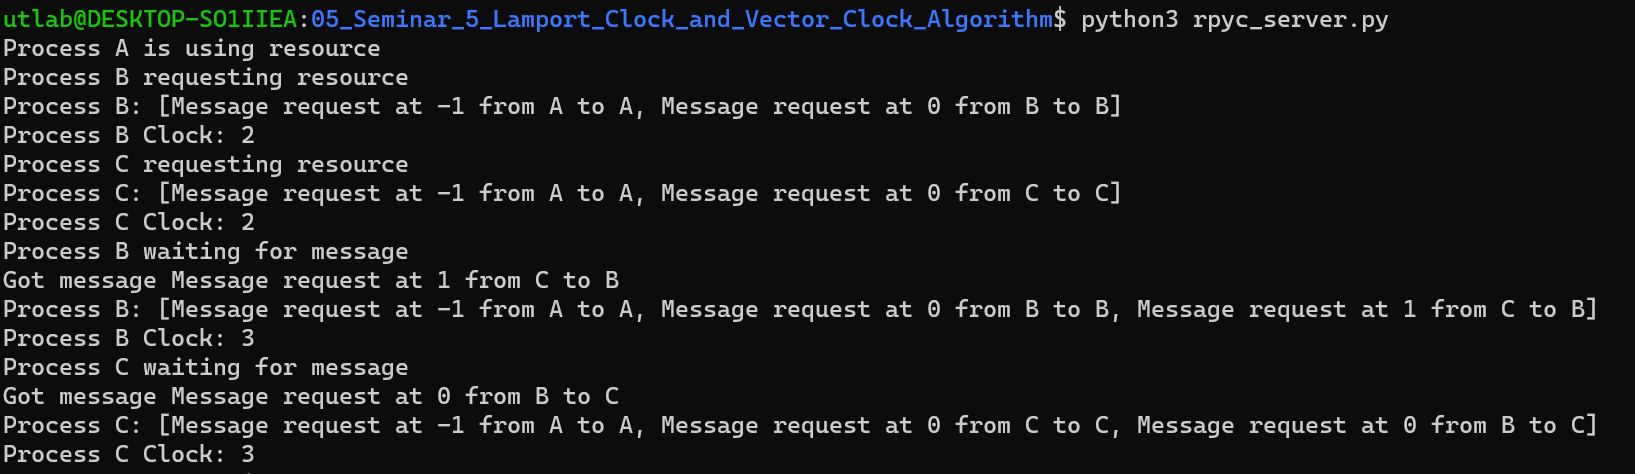 utlab@DESKTOP-SO1IIEA:05_Seminar_5_Lamport_Clock_and_Vector_Clock_Algorithm$ python3 rpyc_server.py
Process A is using resource
Process B requesting resource
Process B: [Message request at -1 from A to A, Message request at 0 from B to B]
Process B Clock: 2
Process C requesting resource
Process C: [Message request at -1 from A to A, Message request at 0 from C to C]
Process C Clock: 2
Process B waiting for message
Got message Message request at 1 from C to B
Process B: [Message request at -1 from A to A, Message request at 0 from B to B, Message request at 1 from C to B]
Process B Clock: 3
Process C waiting for message
Got message Message request at 0 from B to C
Process C: [Message request at -1 from A to A, Message request at 0 from C to C, Message request at 0 from B to C]
Process C Clock: 3